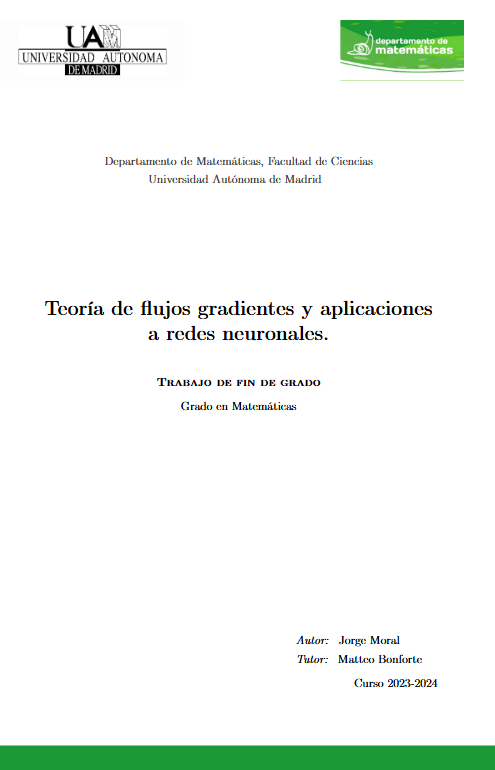 UAM
UNIVERSIDAD AUTONOMA
DE MADRID
departamento de
matemáticas
Departamento de Matemáticas, Facultad de Ciencias
Universidad Autónoma de Madrid
Teoría de flujos gradientes y aplicaciones
a redes neuronales.
Trabajo de fin de grado
Grado en Matemáticas
Autor: Jorge Moral
Tutor: Matteo Bonforte
Curso 2023-2024